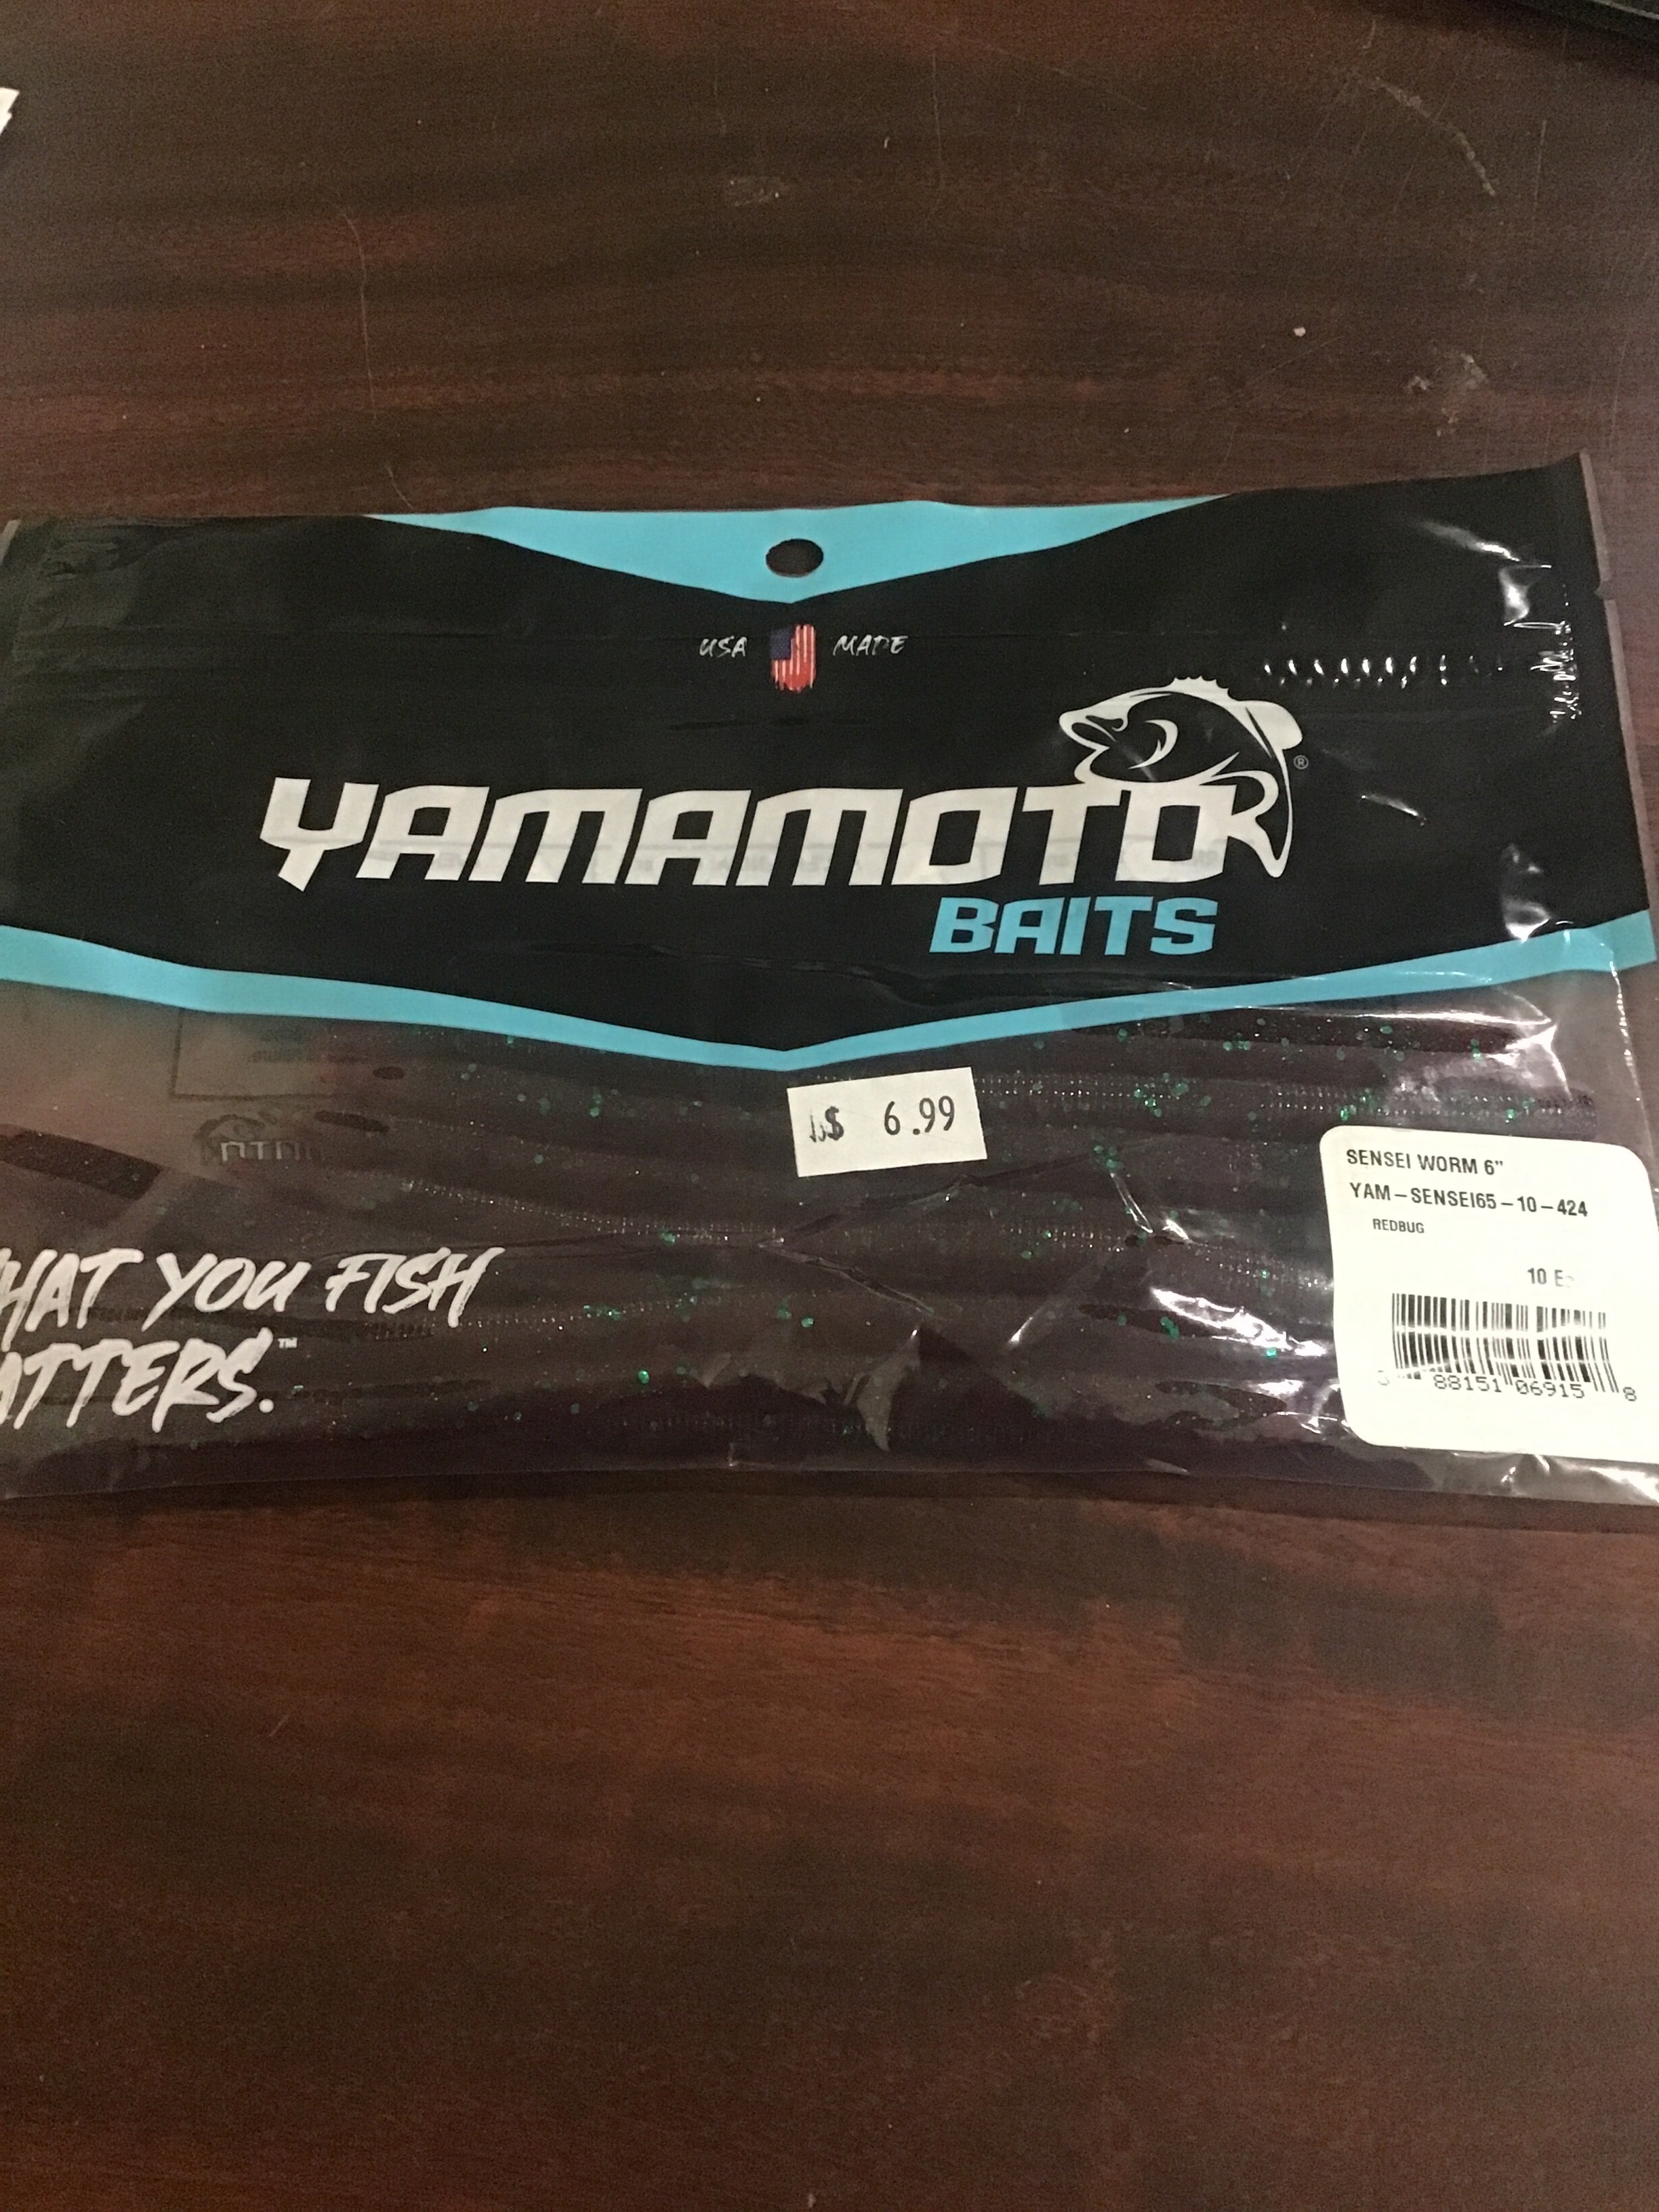 USA MADE
YAMAMOTO®
BAITS
$ 6.99
SENSEI WORM 6”
YAM-SENSEI65-10-424
REDBUG
10
88151 06915 8
HAT YOU FISH
ATTERS.™